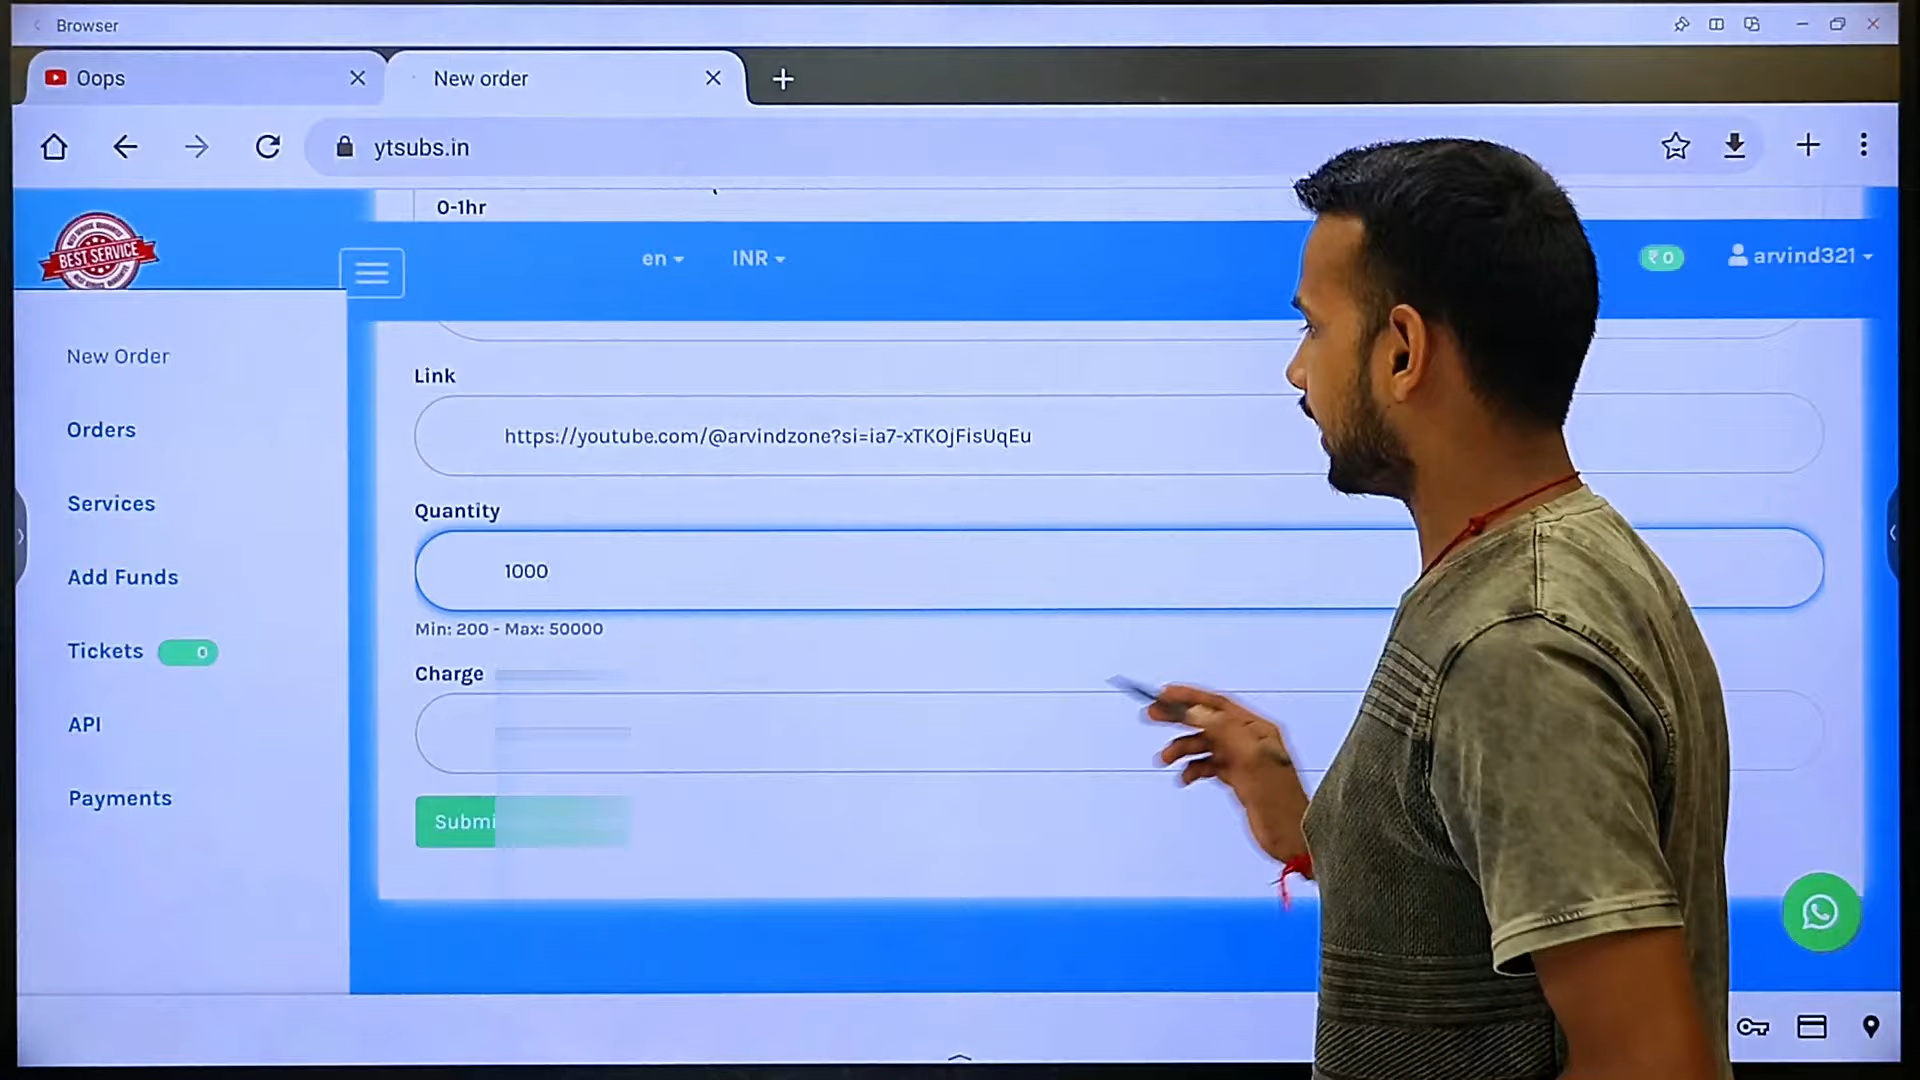 Browser
Oops
New order
ytsubs.in
0-1hr
BEST SERVICE
en
INR
₹ 0
arvind321
New Order
Orders
Services
Add Funds
Tickets 0
API
Payments
Link
https://youtube.com/@arvindzone?si=ia7-xTKOjFisUqEu
Quantity
1000
Min: 200 - Max: 50000
Charge
Submi